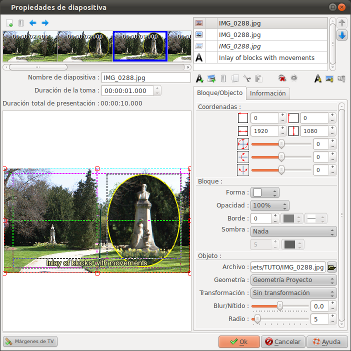 Propiedades de diapositiva
IMG_0288.jpg
IMG_0288.jpg
IMG_0288.jpg
Inlay of blocks with movements
Nombre de diapositiva : IMG_0288.jpg
Duración de la toma : 00:00:01.000
Duración total de presentación : 00:00:10.000
Bloque/Objeto
Información
Coordenadas :
0
0
1920
1080
0
0
0
Bloque :
Forma :
Opacidad : 100%
Borde : 0
Sombra : Nada
5
Objeto :
Archivo : ets/TUTO/IMG_0288.jpg
Geometría : Geometría Proyecto
Transformación : Sin transformación
Blur/Nítido : 0,0
Radio : 5
Inlay of blocks with movements
Márgenes de TV
Ok
Cancelar
Ayuda